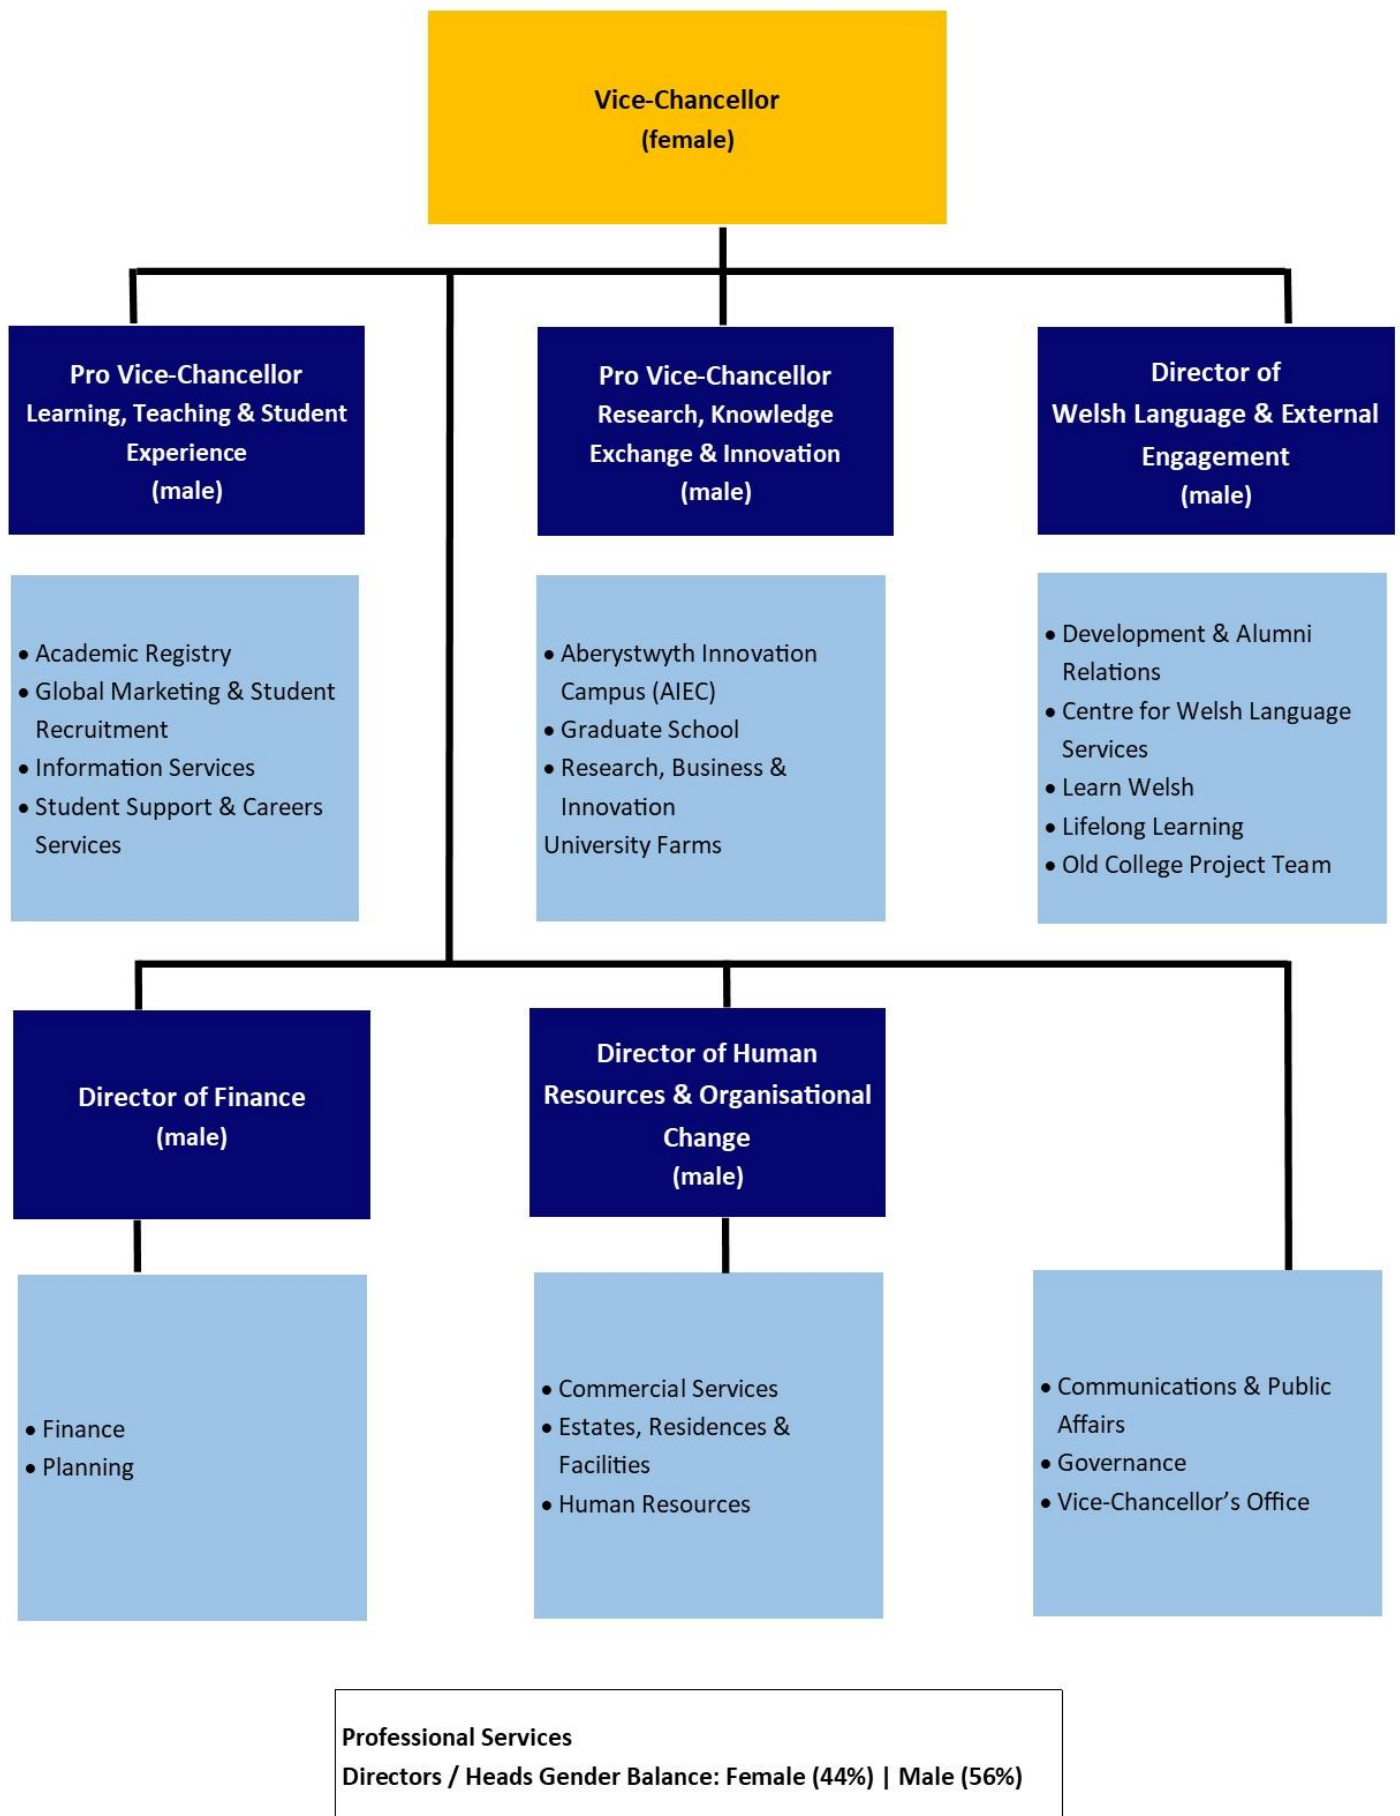 Vice-Chancellor
(female)
Pro Vice-Chancellor
Learning, Teaching & Student
Experience
(male)
Pro Vice-Chancellor
Research, Knowledge
Exchange & Innovation
(male)
Director of
Welsh Language & External
Engagement
(male)
• Academic Registry
• Global Marketing & Student
Recruitment
• Information Services
• Student Support & Careers
Services
• Aberystwyth Innovation
Campus (AIEC)
• Graduate School
• Research, Business &
Innovation
University Farms
• Development & Alumni
Relations
• Centre for Welsh Language
Services
• Learn Welsh
• Lifelong Learning
• Old College Project Team
Director of Finance
(male)
Director of Human
Resources & Organisational
Change
(male)
• Finance
• Planning
• Commercial Services
• Estates, Residences &
Facilities
• Human Resources
• Communications & Public
Affairs
• Governance
• Vice-Chancellor’s Office
Professional Services
Directors / Heads Gender Balance: Female (44%) | Male (56%)